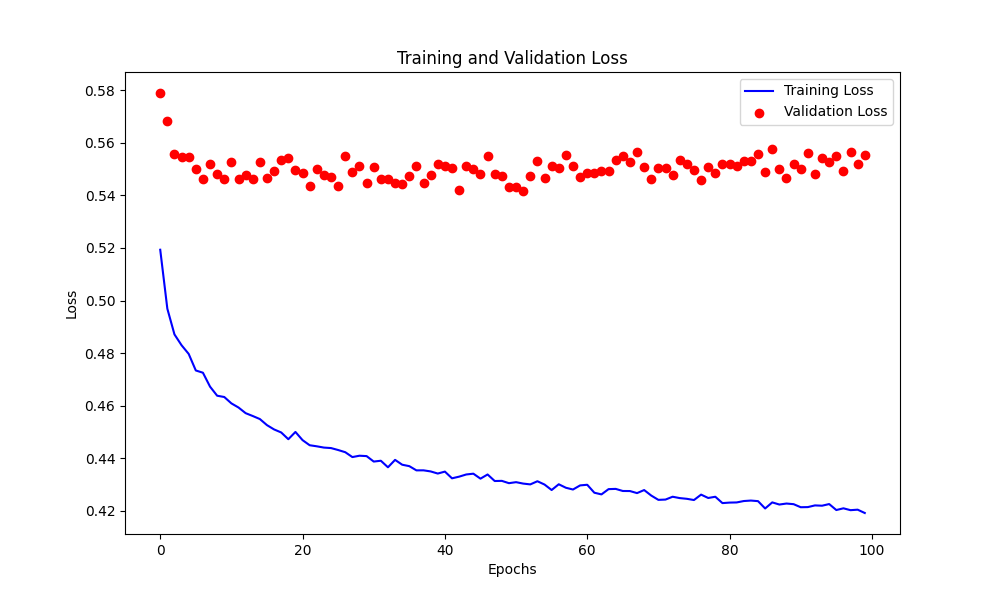 Training and Validation Loss
Training Loss
Validation Loss
0.58
0.56
0.54
0.52
0.50
0.48
0.46
0.44
0.42
Loss
0 20 40 60 80 100
Epochs